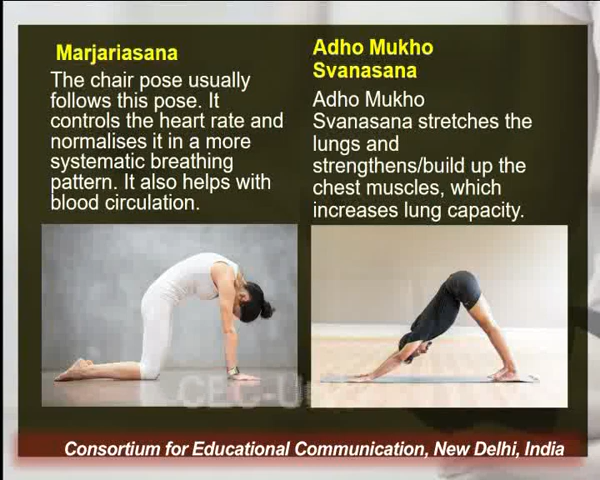 Marjariasana
The chair pose usually
follows this pose. It
controls the heart rate and
normalises it in a more
systematic breathing
pattern. It also helps with
blood circulation.
Adho Mukho
Svanasana
Adho Mukho
Svanasana stretches the
lungs and
strengthens/build up the
chest muscles, which
increases lung capacity.
Consortium for Educational Communication, New Delhi, India